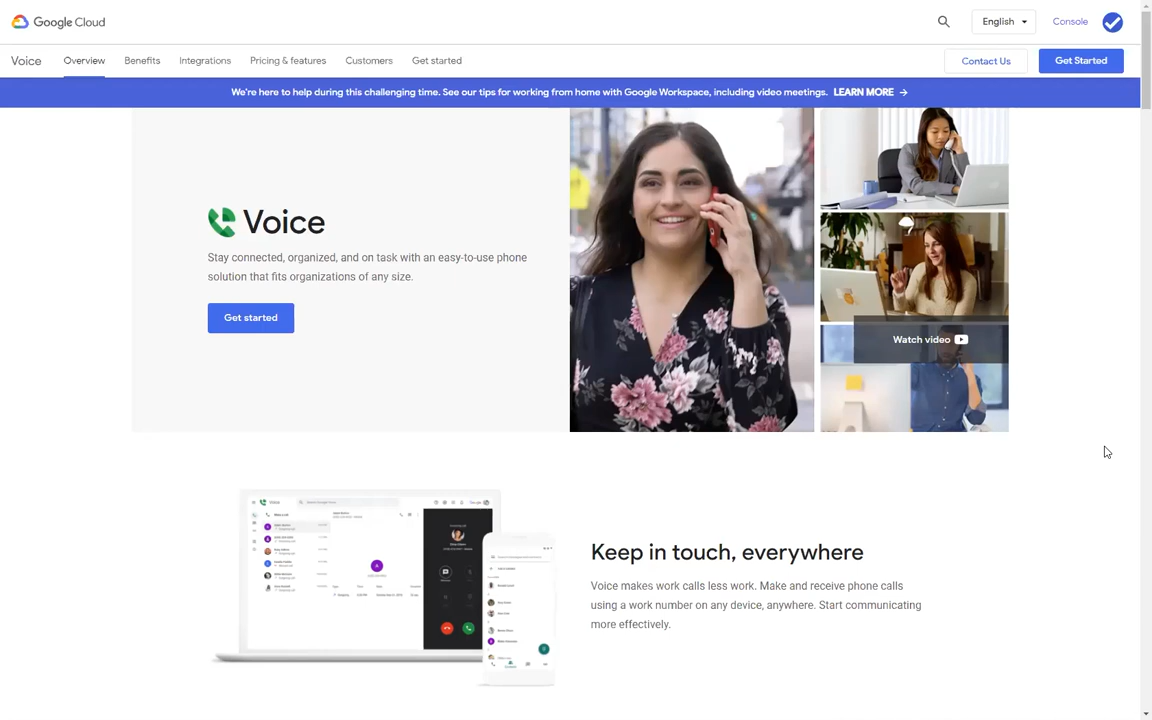 Google Cloud
English
Console
Voice
Overview
Benefits
Integrations
Pricing & features
Customers
Get started
Contact Us
Get Started
We're here to help during this challenging time. See our tips for working from home with Google Workspace, including video meetings. LEARN MORE →
Voice
Stay connected, organized, and on task with an easy-to-use phone
solution that fits organizations of any size.
Get started
Watch video
Voice
Keep in touch, everywhere
Voice makes work calls less work. Make and receive phone calls
using a work number on any device, anywhere. Start communicating
more effectively.